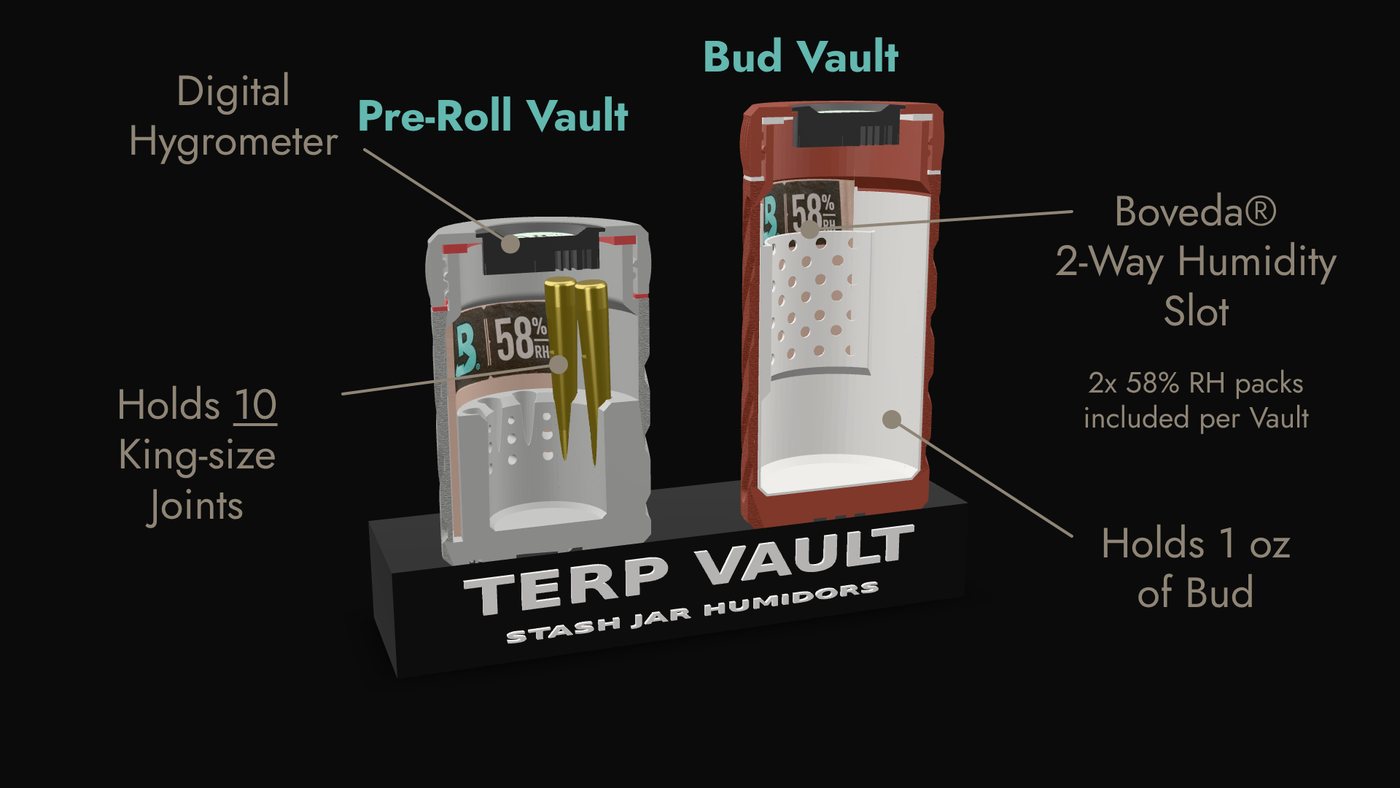 Bud Vault
Digital
Hygrometer
Pre-Roll Vault
B
58%
RH
Boveda®
2-Way Humidity
Slot
B
58%
RH
2x 58% RH packs
included per Vault
Holds 10
King-size
Joints
Holds 1 oz
of Bud
TERP VAULT
STASH JAR HUMIDORS